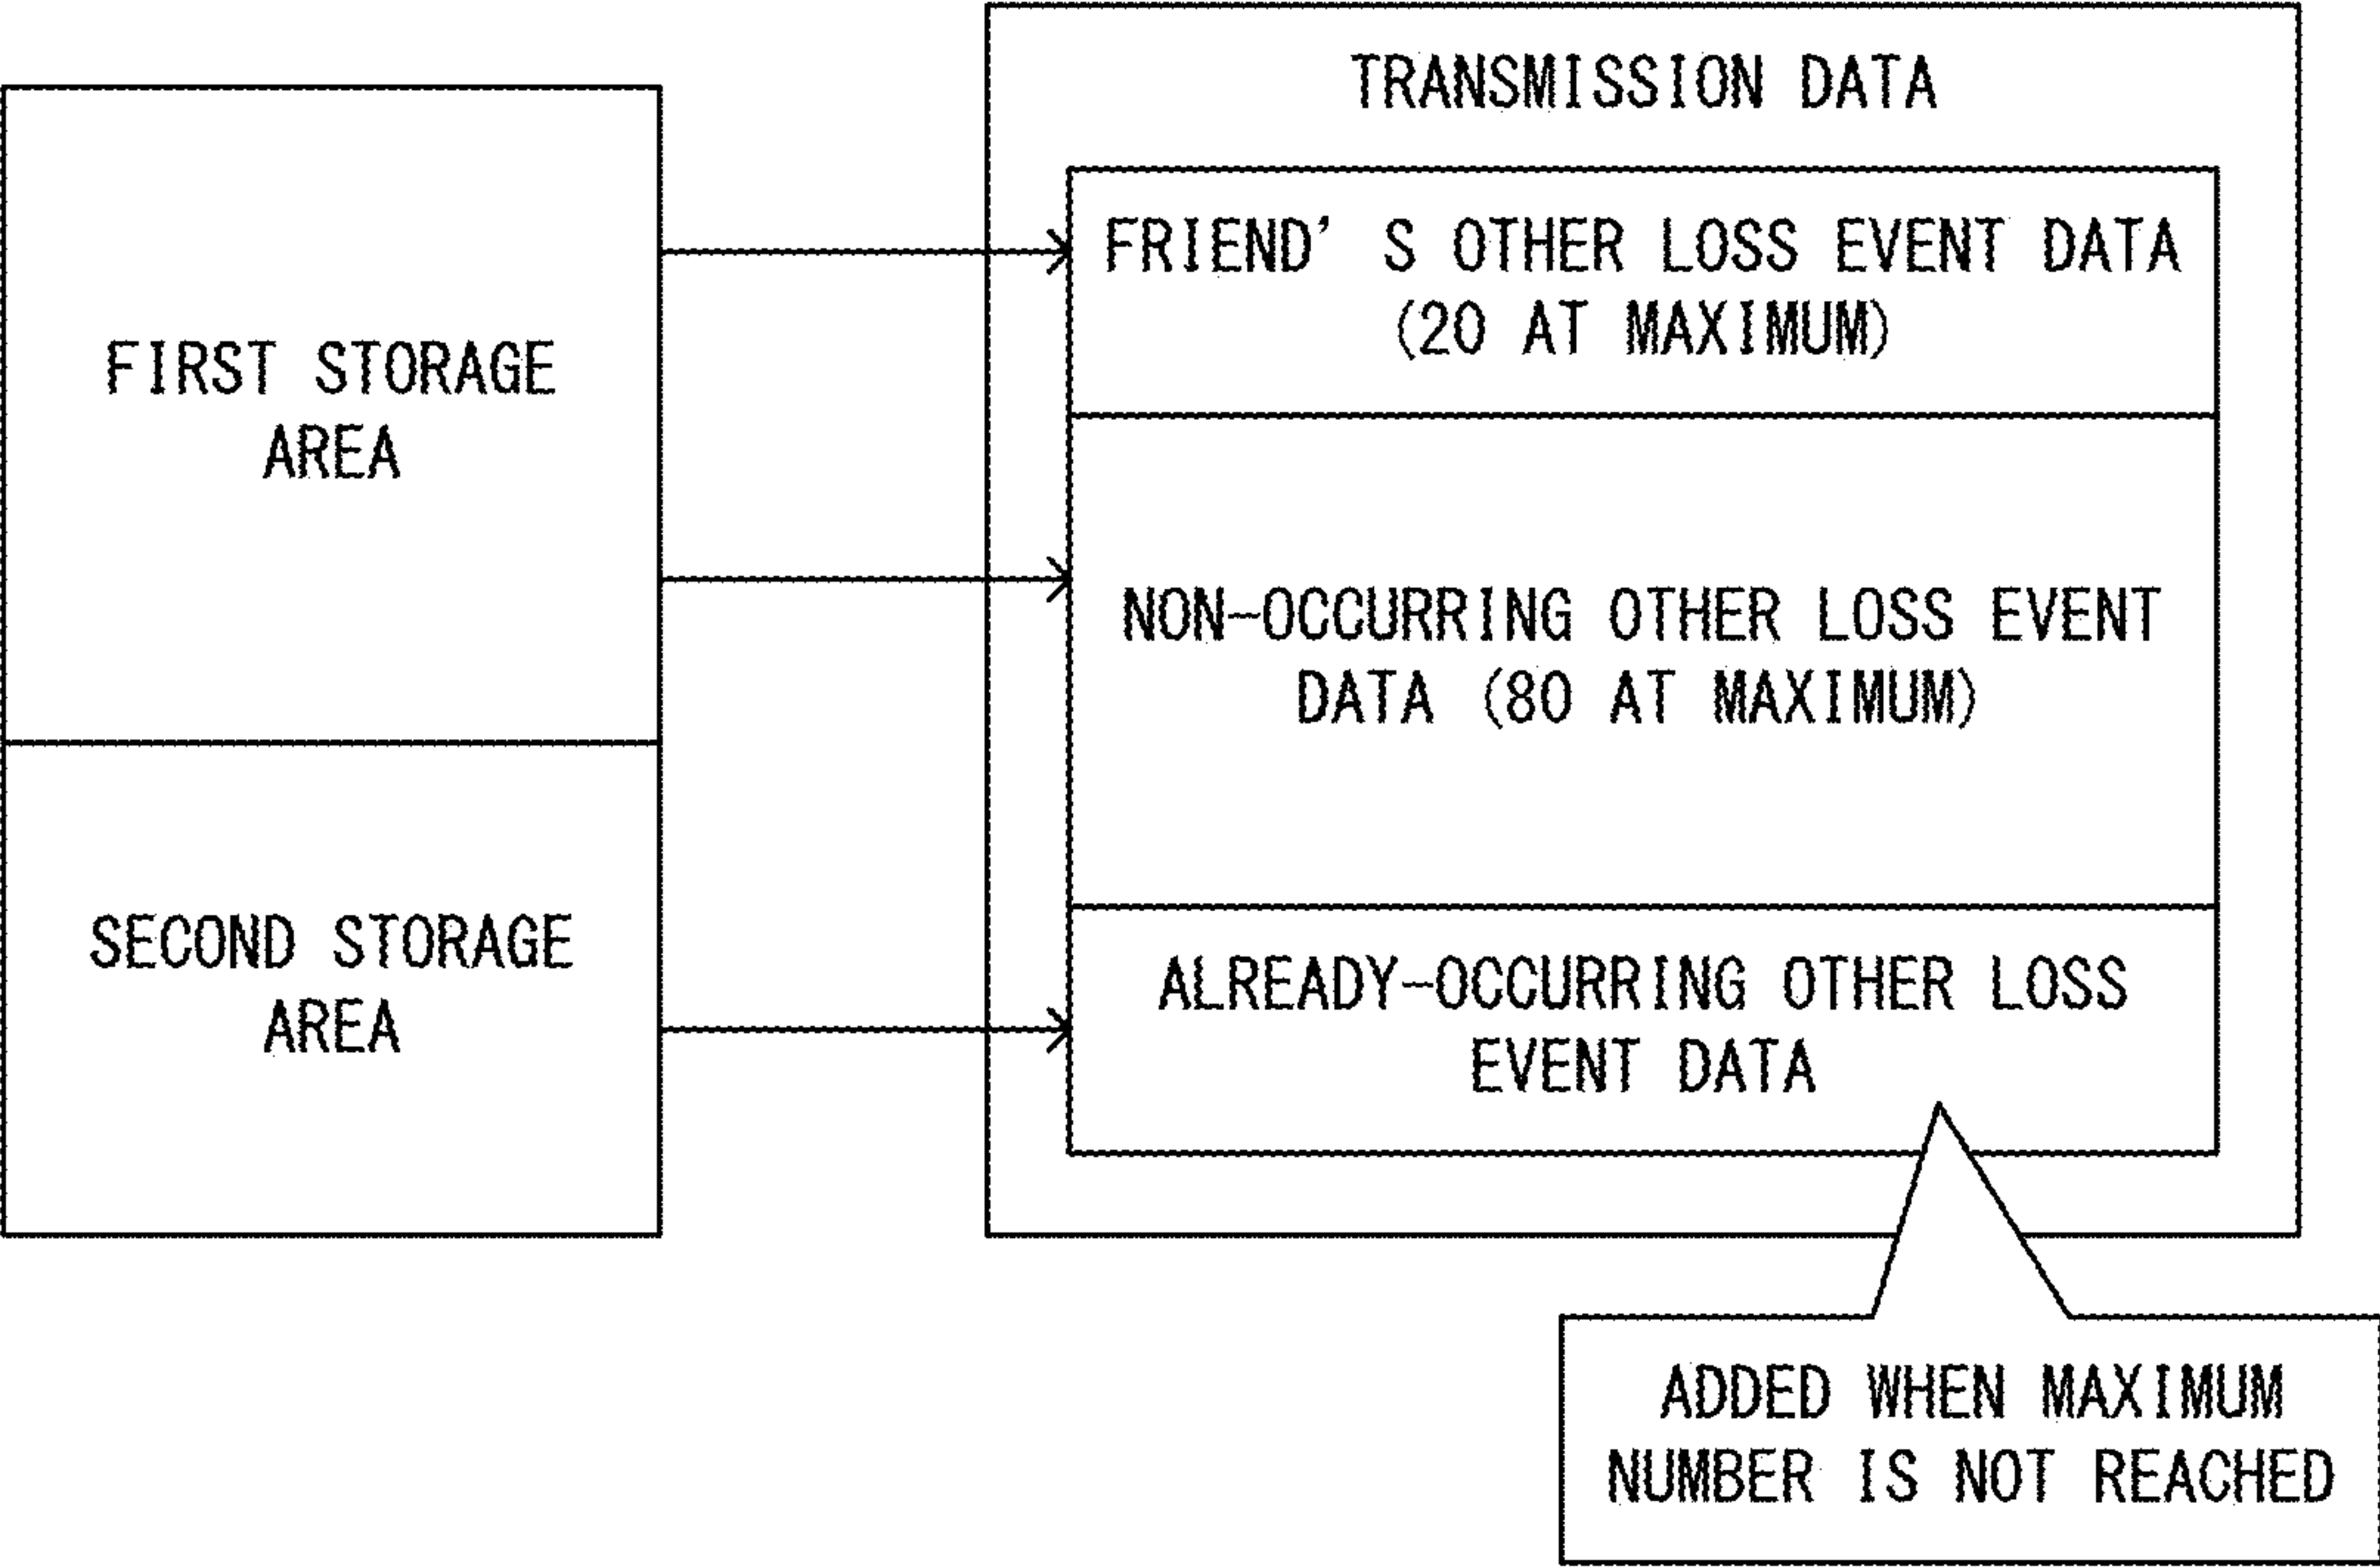 TRANSMISSION DATA
FIRST STORAGE
AREA
SECOND STORAGE
AREA
FRIEND'S OTHER LOSS EVENT DATA
(20 AT MAXIMUM)
NON-OCCURRING OTHER LOSS EVENT
DATA (80 AT MAXIMUM)
ALREADY-OCCURRING OTHER LOSS
EVENT DATA
ADDED WHEN MAXIMUM
NUMBER IS NOT REACHED